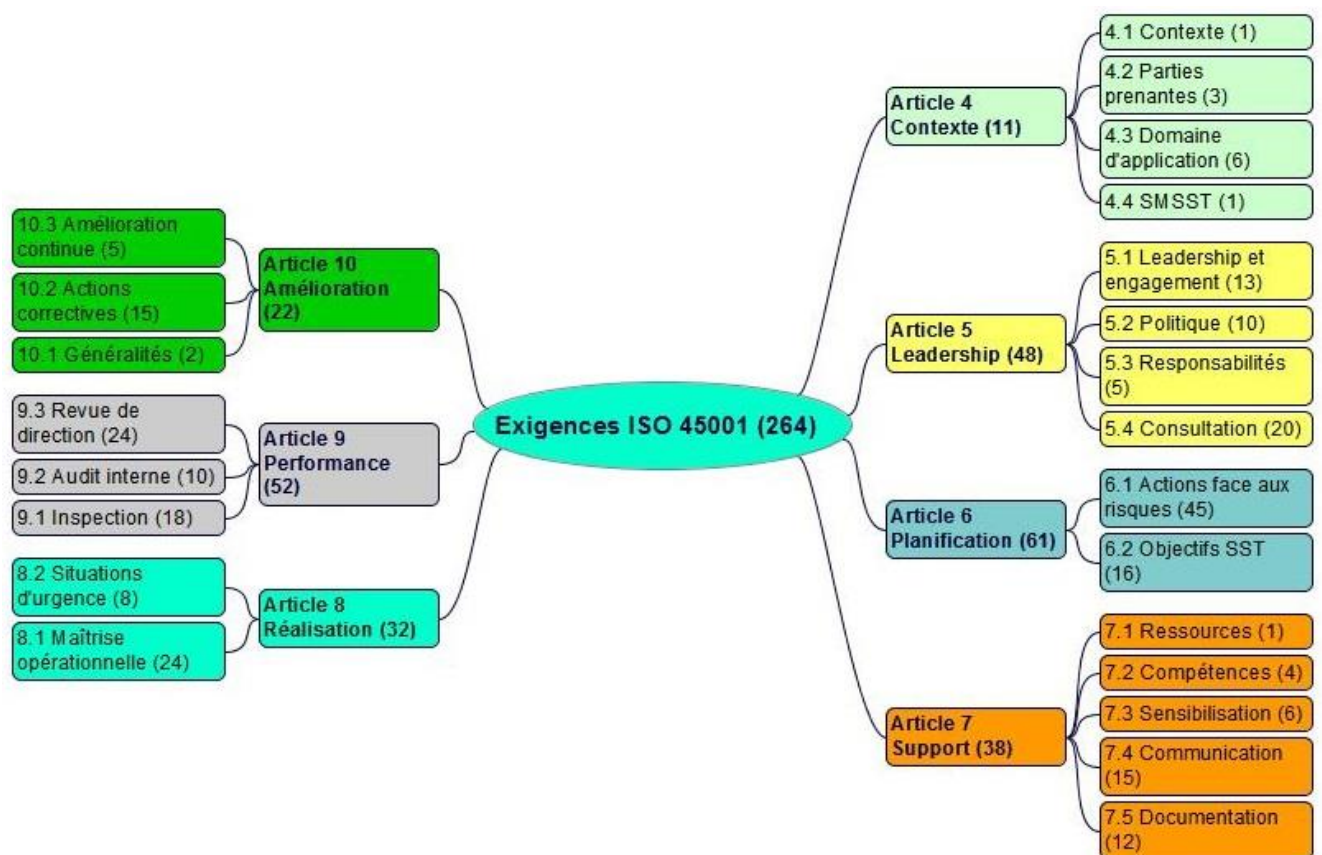 Exigences ISO 45001 (264)
Article 4
Contexte (11)
4.1 Contexte (1)
4.2 Parties
prenantes (3)
4.3 Domaine
d'application (6)
4.4 SMSST (1)
Article 5
Leadership (48)
5.1 Leadership et
engagement (13)
5.2 Politique (10)
5.3 Responsabilités
(5)
5.4 Consultation (20)
Article 6
Planification (61)
6.1 Actions face aux
risques (45)
6.2 Objectifs SST
(16)
Article 7
Support (38)
7.1 Ressources (1)
7.2 Compétences (4)
7.3 Sensibilisation (6)
7.4 Communication
(15)
7.5 Documentation
(12)
Article 8
Réalisation (32)
8.2 Situations
d'urgence (8)
8.1 Maîtrise
opérationnelle (24)
Article 9
Performance
(52)
9.3 Revue de
direction (24)
9.2 Audit interne (10)
9.1 Inspection (18)
Article 10
Amélioration
(22)
10.3 Amélioration
continue (5)
10.2 Actions
correctives (15)
10.1 Généralités (2)